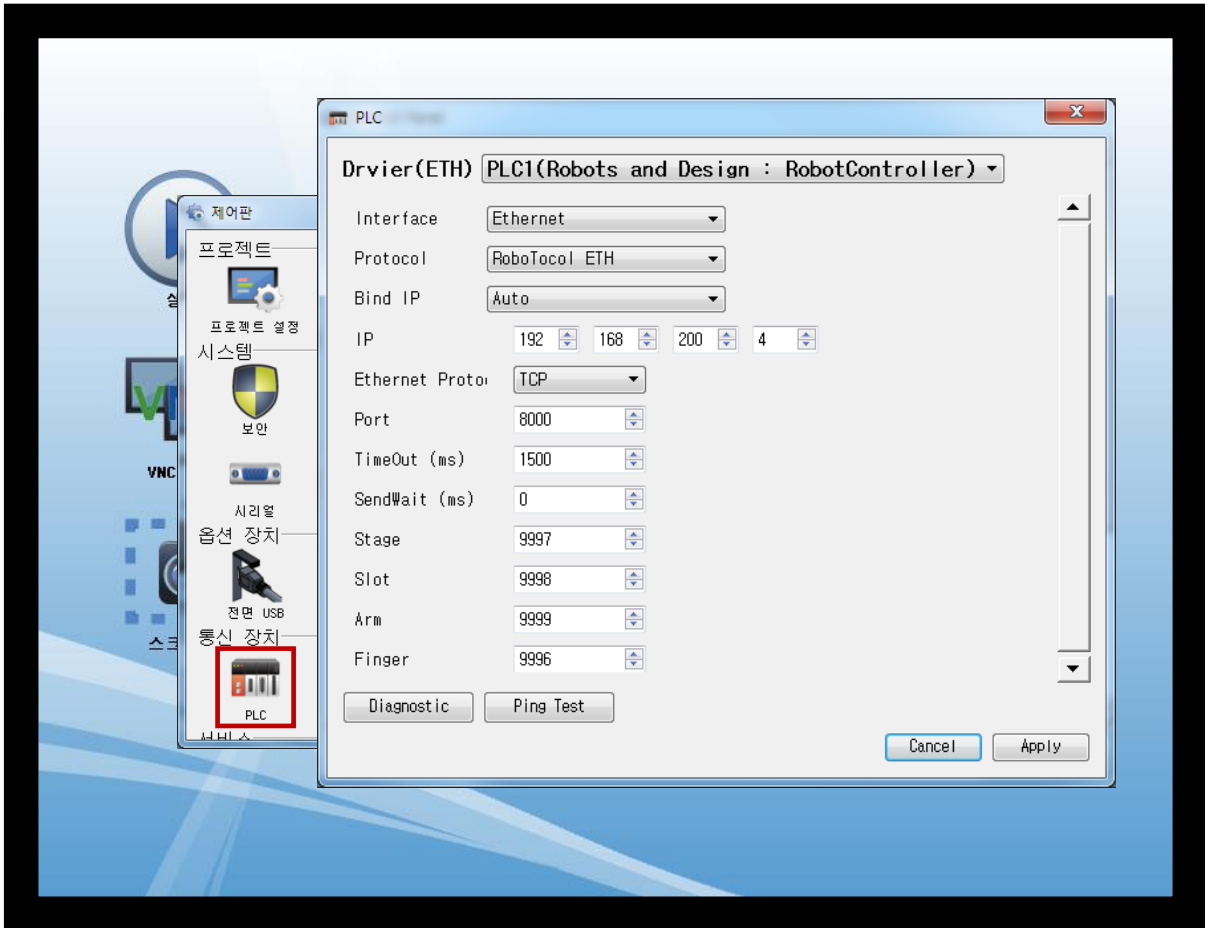 PLC
Drvier(ETH) PLC1(Robots and Design : RobotController)
Interface Ethernet
Protocol RoboTocol ETH
Bind IP Auto
IP 192 168 200 4
Ethernet Proto
TCP
Port 8000
TimeOut (ms) 1500
SendWait (ms) 0
Stage 9997
Slot 9998
Arm 9999
Finger 9996
Diagnostic Ping Test
Cancel Apply
제어판
프로젝트
프로젝트 설정
시스템
보안
시리얼
옵션 장치
전면 USB
통신 장치
PLC
서비스
VNC